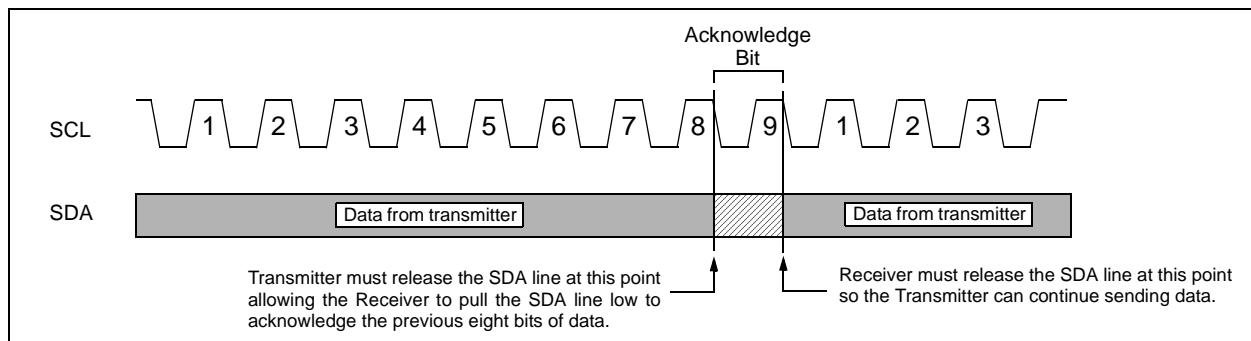 Acknowledge
Bit
SCL
1 2 3 4 5 6 7 8 9 1 2 3
SDA
Data from transmitter
Data from transmitter
Transmitter must release the SDA line at this point
allowing the Receiver to pull the SDA line low to
acknowledge the previous eight bits of data.
Receiver must release the SDA line at this point
so the Transmitter can continue sending data.